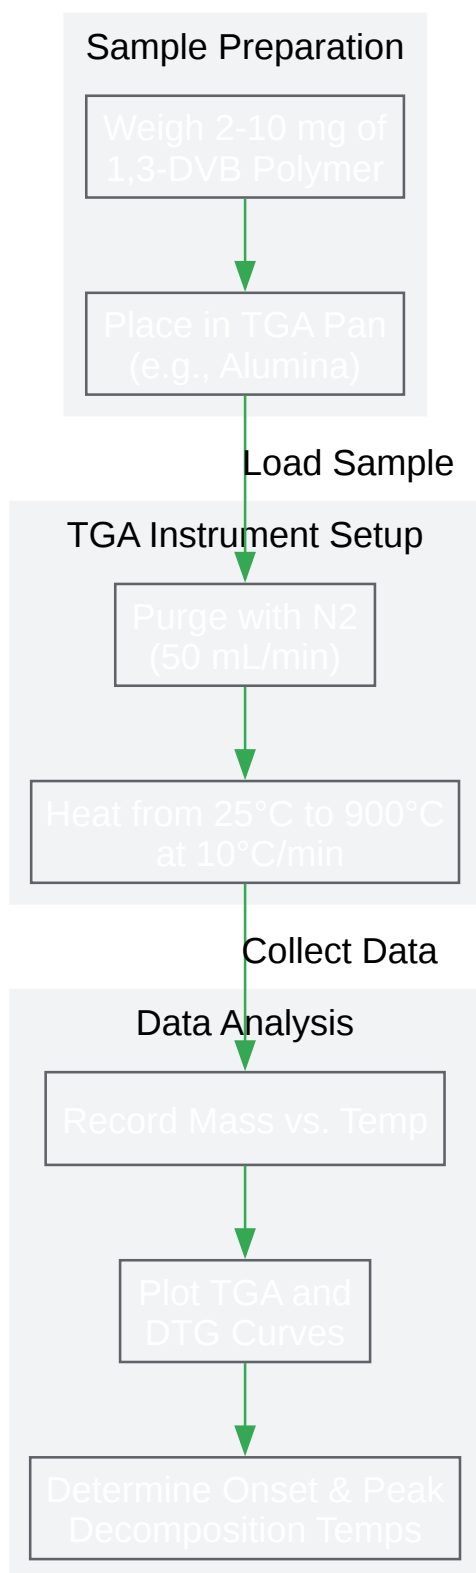 Sample Preparation
Weigh 2-10 mg of
1,3-DVB Polymer
Place in TGA Pan
(e.g., Alumina)
Load Sample
TGA Instrument Setup
Purge with N2
(50 mL/min)
Heat from 25°C to 900°C
at 10°C/min
Collect Data
Data Analysis
Record Mass vs. Temp
Plot TGA and
DTG Curves
Determine Onset & Peak
Decomposition Temps